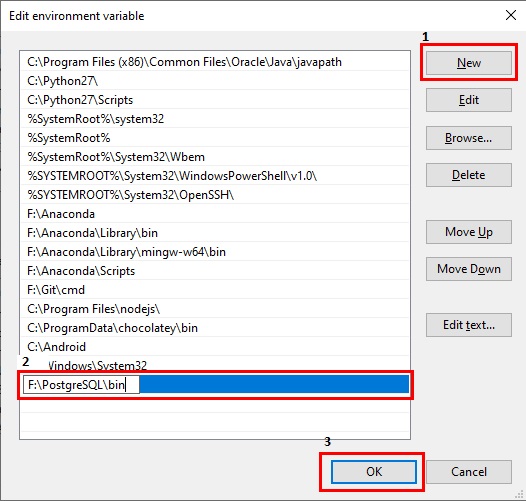 Edit environment variable
1
C:\Program Files (x86)\Common Files\Oracle\Java\javapath
New
C:\Python27\
C:\Python27\Scripts
Edit
%SystemRoot%\system32
%SystemRoot%
Browse...
%SystemRoot%\System32\Wbem
%SYSTEMROOT%\System32\WindowsPowerShell\v1.0\
Delete
%SYSTEMROOT%\System32\OpenSSH\
F:\Anaconda
F:\Anaconda\Library\bin
Move Up
F:\Anaconda\Library\mingw-w64\bin
F:\Anaconda\Scripts
Move Down
F:\Git\cmd
C:\Program Files\nodejs\
C:\ProgramData\chocolatey\bin
Edit text...
C:\Android
2
Windows\System32
F:\PostgreSQL\bin
3
OK
Cancel